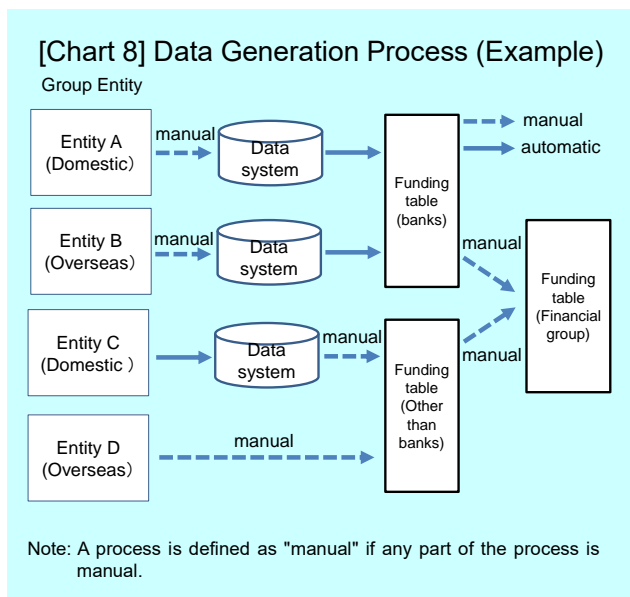 [Chart 8] Data Generation Process (Example)
Group Entity
Entity A
(Domestic)
manual
Data
system
Funding
table
(banks)
manual
automatic
Entity B
(Overseas)
manual
Data
system
manual
Funding
table
(Financial
group)
Entity C
(Domestic )
Data
system
manual
Funding
table
(Other
than
banks)
manual
Entity D
(Overseas)
manual
Note: A process is defined as "manual" if any part of the process is
manual.